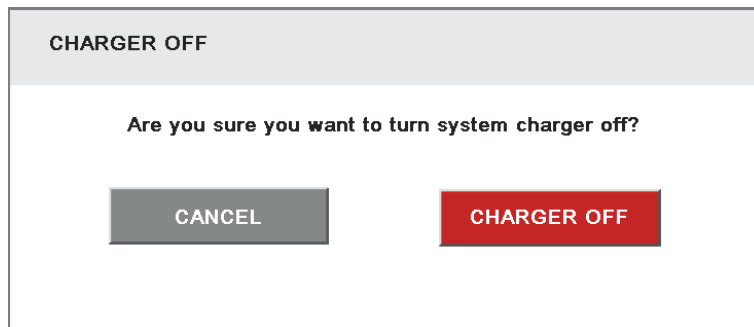 CHARGER OFF
Are you sure you want to turn system charger off?
CANCEL
CHARGER OFF